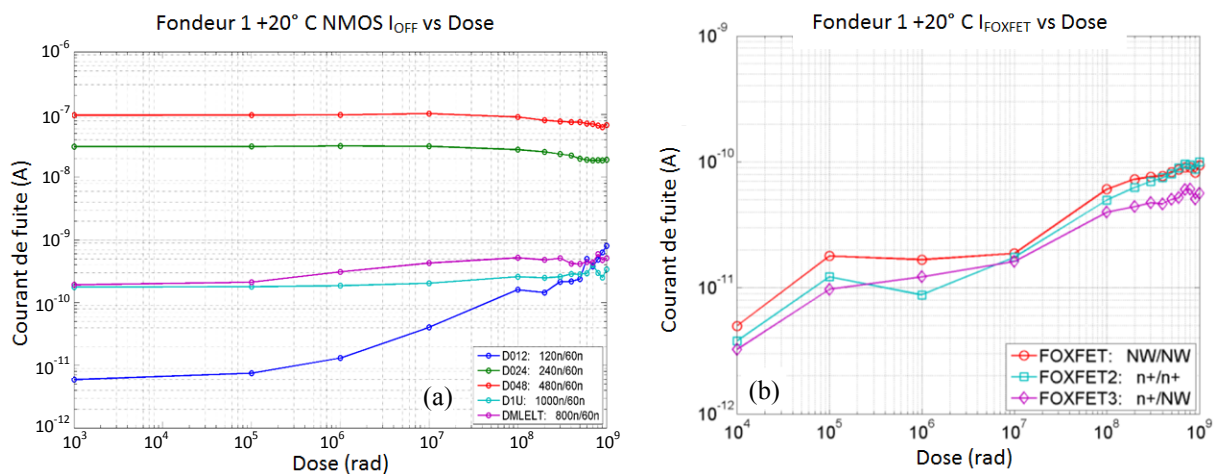 Fondeur 1 +20° C NMOS IOFF vs Dose
Courant de fuite (A)
10-6
10-7
10-8
10-9
10-10
10-11
10-12
D012: 120n/60n
D024: 240n/60n
D048: 480n/60n
D1U: 1000n/60n
DMLELT: 800n/60n
(a)
103 104 105 106 107 108 109
Dose (rad)
Fondeur 1 +20° C IFOXFET vs Dose
Courant de fuite (A)
10-9
10-10
10-11
10-12
FOXFET: NW/NW
FOXFET2: n+/n+
FOXFET3: n+/NW
(b)
104 105 106 107 108 109
Dose (rad)